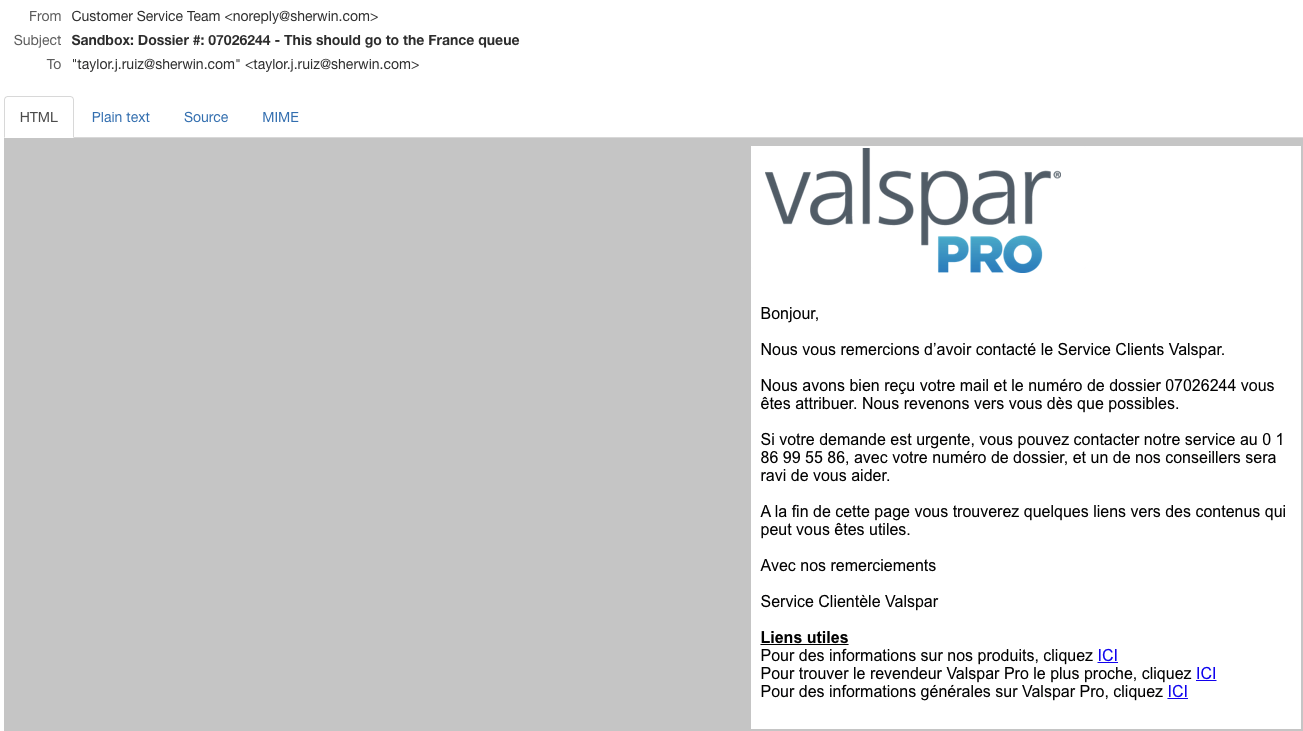 From Customer Service Team <noreply@sherwin.com>
Subject Sandbox: Dossier #: 07026244 - This should go to the France queue
To "taylor.j.ruiz@sherwin.com" <taylor.j.ruiz@sherwin.com>
HTML Plain text Source MIME
valspar®
PRO
Bonjour,
Nous vous remercions d’avoir contacté le Service Clients Valspar.
Nous avons bien reçu votre mail et le numéro de dossier 07026244 vous
êtes attribuer. Nous revenons vers vous dès que possibles.
Si votre demande est urgente, vous pouvez contacter notre service au 0 1
86 99 55 86, avec votre numéro de dossier, et un de nos conseillers sera
ravi de vous aider.
A la fin de cette page vous trouverez quelques liens vers des contenus qui
peut vous êtes utiles.
Avec nos remerciements
Service Clientèle Valspar
Liens utiles
Pour des informations sur nos produits, cliquez ICI
Pour trouver le revendeur Valspar Pro le plus proche, cliquez ICI
Pour des informations générales sur Valspar Pro, cliquez ICI